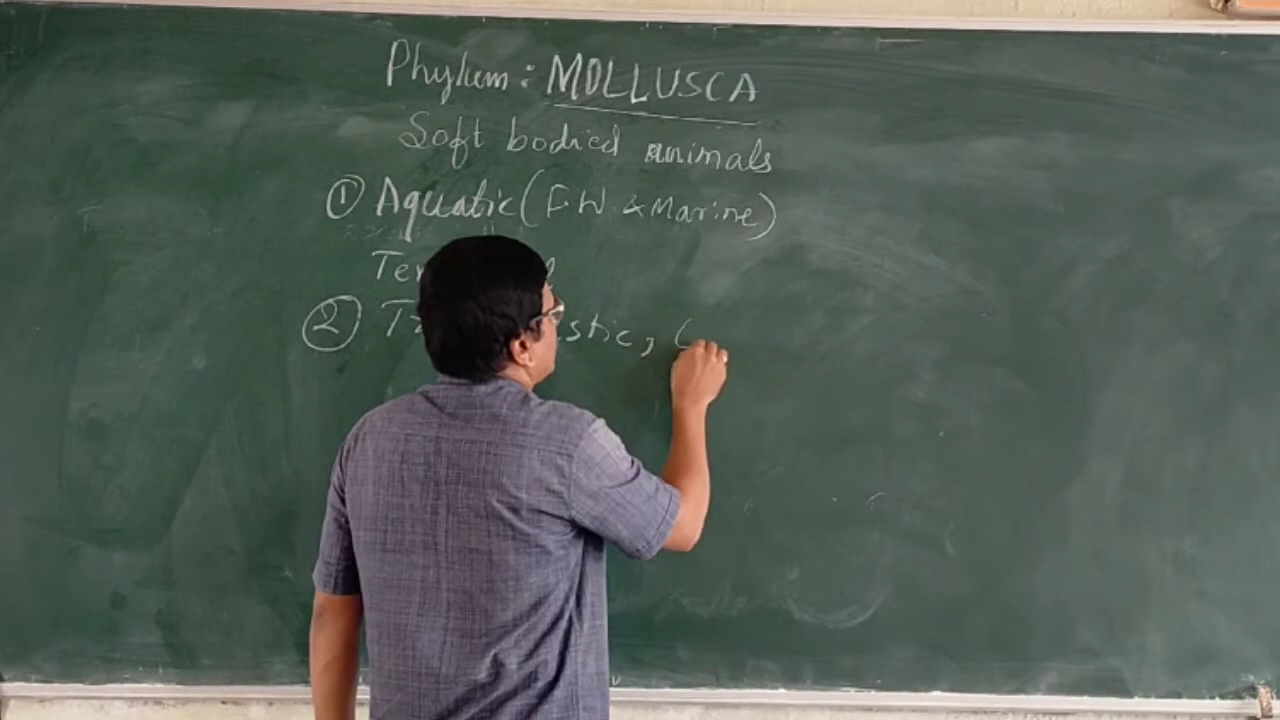 Phylum : MOLLUSCA
Soft bodied animals
① Aquatic (F.W. & Marine)
②